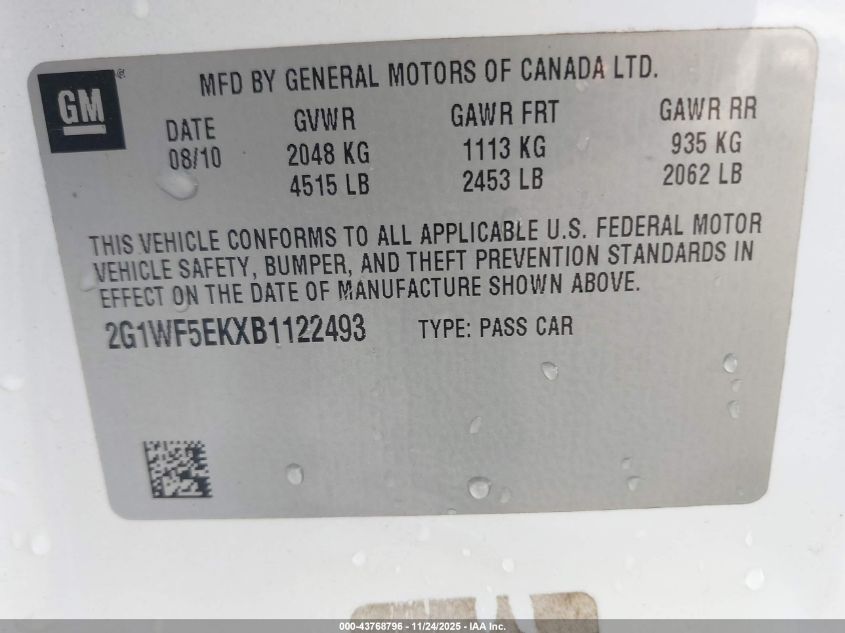 GM ®
MFD BY GENERAL MOTORS OF CANADA LTD.
DATE GVWR GAWR FRT GAWR RR
08/10 2048 KG 1113 KG 935 KG
4515 LB 2453 LB 2062 LB
THIS VEHICLE CONFORMS TO ALL APPLICABLE U.S. FEDERAL MOTOR
VEHICLE SAFETY, BUMPER, AND THEFT PREVENTION STANDARDS IN
EFFECT ON THE DATE OF MANUFACTURE SHOWN ABOVE.
2G1WF5EKXB1122493 TYPE: PASS CAR
000-43768796 - 11/24/2025 - IAA Inc.